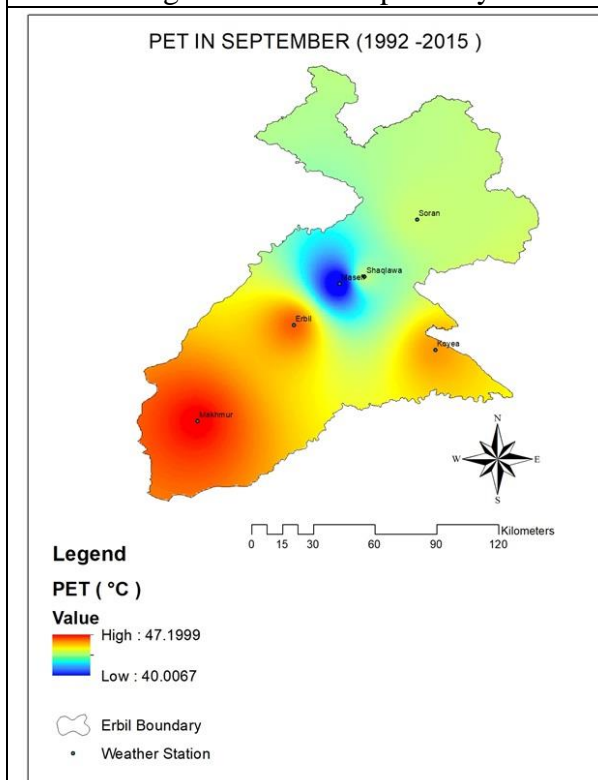 PET IN SEPTEMBER (1992 -2015 )
Soran
Shaqlawa
Erbil
Koyea
Makhmur
N
W E
S
Kilometers
0 15 30 60 90 120
Legend
PET ( °C )
Value
High : 47.1999
Low : 40.0067
Erbil Boundary
Weather Station